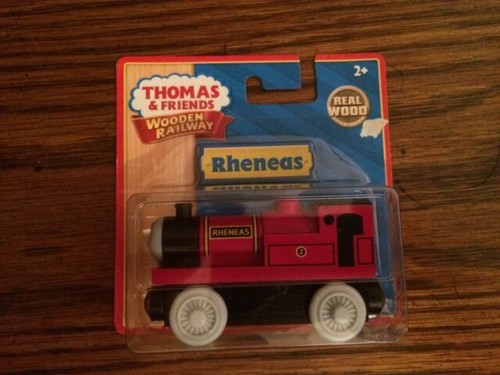 THOMAS
& FRIENDS
WOODEN
RAILWAY
2+
REAL
WOOD
Rheneas
RHENEAS
2